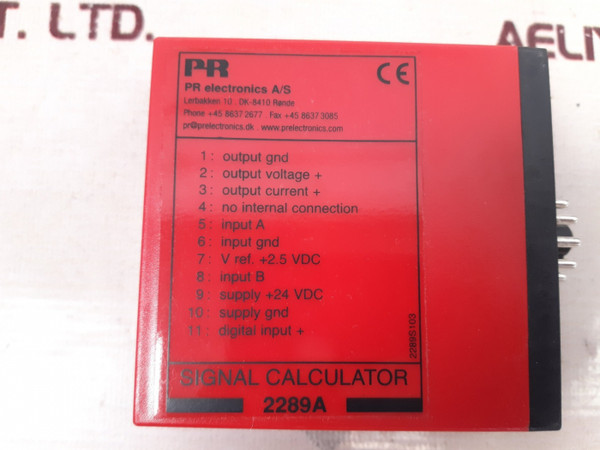 T. LTD.
AELIY
PR
CE
PR electronics A/S
Lerbakken 10 . DK-8410 Rønde
Phone +45 8637 2677 . Fax +45 8637 3085
pr@prelectronics.dk . www.prelectronics.com
1 : output gnd
2 : output voltage +
3 : output current +
4 : no internal connection
5 : input A
6 : input gnd
7 : V ref. +2.5 VDC
8 : input B
9 : supply +24 VDC
10 : supply gnd
11 : digital input +
2289S103
SIGNAL CALCULATOR
2289A